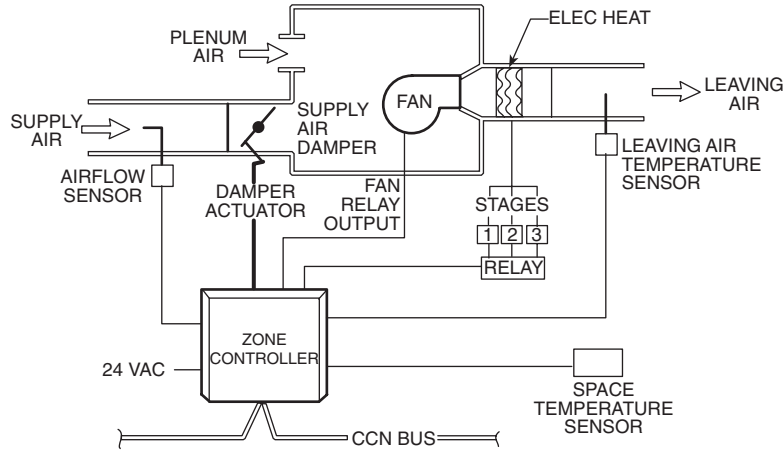 ELEC HEAT
PLENUM
AIR
FAN
LEAVING
AIR
SUPPLY
AIR
SUPPLY
AIR
DAMPER
AIRFLOW
SENSOR
DAMPER
ACTUATOR
FAN
RELAY
OUTPUT
STAGES
1 2 3
RELAY
LEAVING AIR
TEMPERATURE
SENSOR
ZONE
CONTROLLER
24 VAC
SPACE
TEMPERATURE
SENSOR
CCN BUS